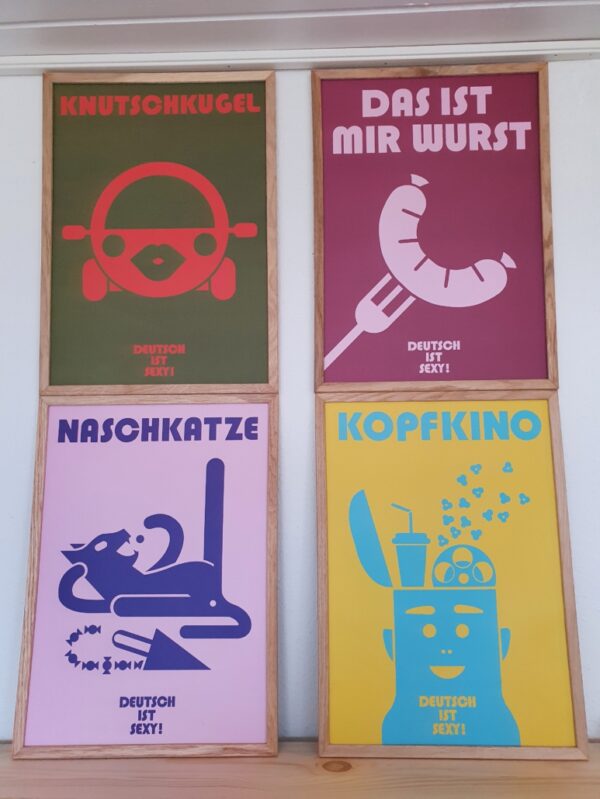 KNUTSCHKUGEL
DEUTSCH
IST
SEXY!
DAS IST
MIR WURST
DEUTSCH
IST
SEXY!
NASCHKATZE
DEUTSCH
IST
SEXY!
KOPFKINO
DEUTSCH
IST
SEXY!